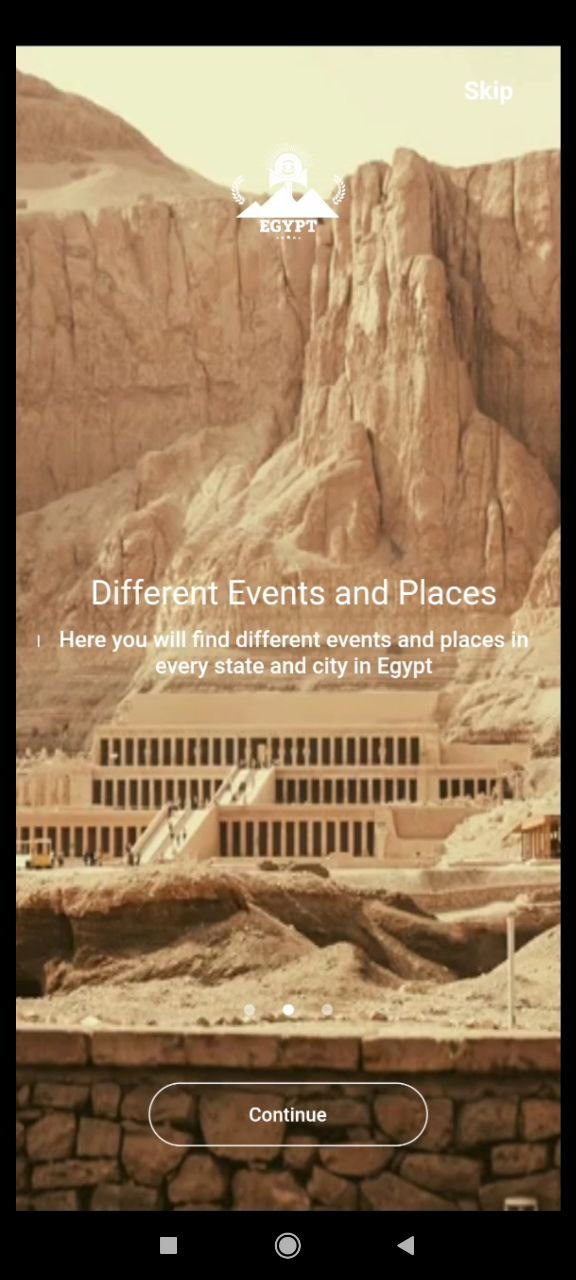 Skip
EGYPT
Different Events and Places
Here you will find different events and places in
every state and city in Egypt
Continue